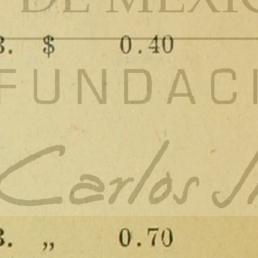 DE MEXICO
3. $ 0.40
FUNDACI
Carlos
3. „ 0.70